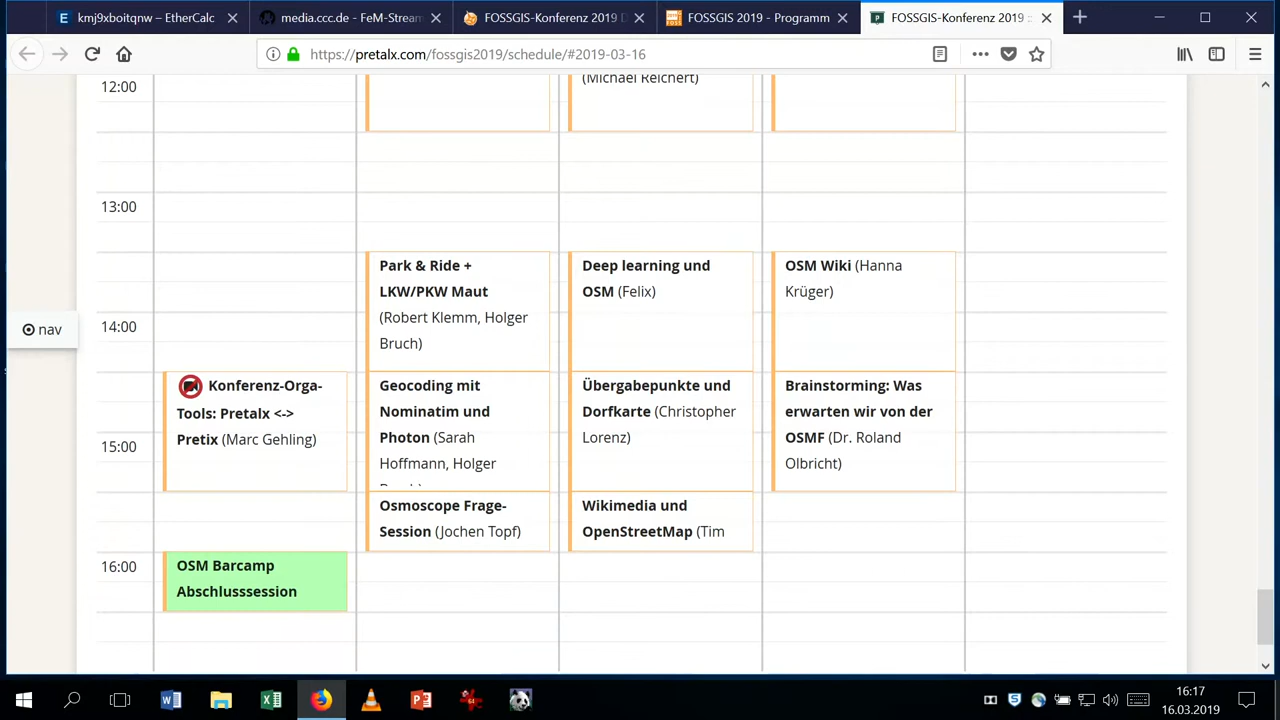 kmj9xboitqnw – EtherCalc
media.ccc.de - FeM-Stream
FOSSGIS-Konferenz 2019 D
FOSSGIS 2019 - Programm
FOSSGIS-Konferenz 2019 ::
https://pretalx.com/fossgis2019/schedule/#2019-03-16
12:00
(Michael Reichert)
13:00
Park & Ride +
LKW/PKW Maut
(Robert Klemm, Holger
Bruch)
Deep learning und
OSM (Felix)
OSM Wiki (Hanna
Krüger)
nav
14:00
Konferenz-Orga-
Tools: Pretalx <->
Pretix (Marc Gehling)
Geocoding mit
Nominatim und
Photon (Sarah
Hoffmann, Holger
Übergabepunkte und
Dorfkarte (Christopher
Lorenz)
Brainstorming: Was
erwarten wir von der
OSMF (Dr. Roland
Olbricht)
15:00
Osmoscope Frage-
Session (Jochen Topf)
Wikimedia und
OpenStreetMap (Tim
16:00
OSM Barcamp
Abschlusssession
16:17
16.03.2019